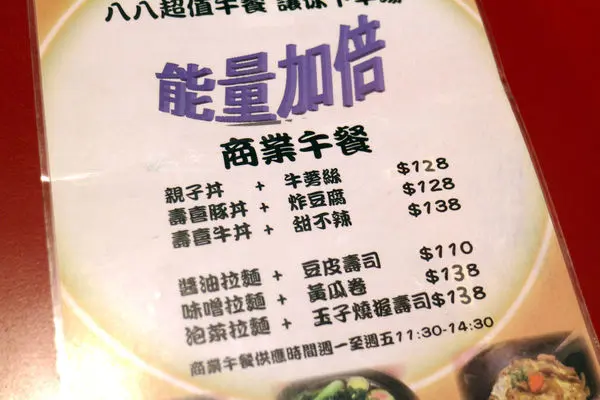 八八超值午餐 讓你下午
能量加倍
商業午餐
親子丼 + 牛蒡絲 $128
壽喜豚丼 + 炸豆腐 $128
壽喜牛丼 + 甜不辣 $138
醬油拉麵 + 豆皮壽司 $110
味噌拉麵 + 黃瓜卷 $138
泡菜拉麵 + 玉子燒握壽司 $138
商業午餐供應時間週一至週五11:30-14:30